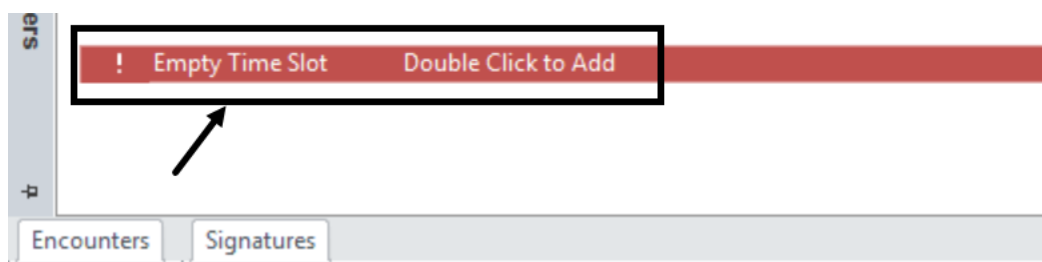 ers
! Empty Time Slot Double Click to Add
Encounters Signatures